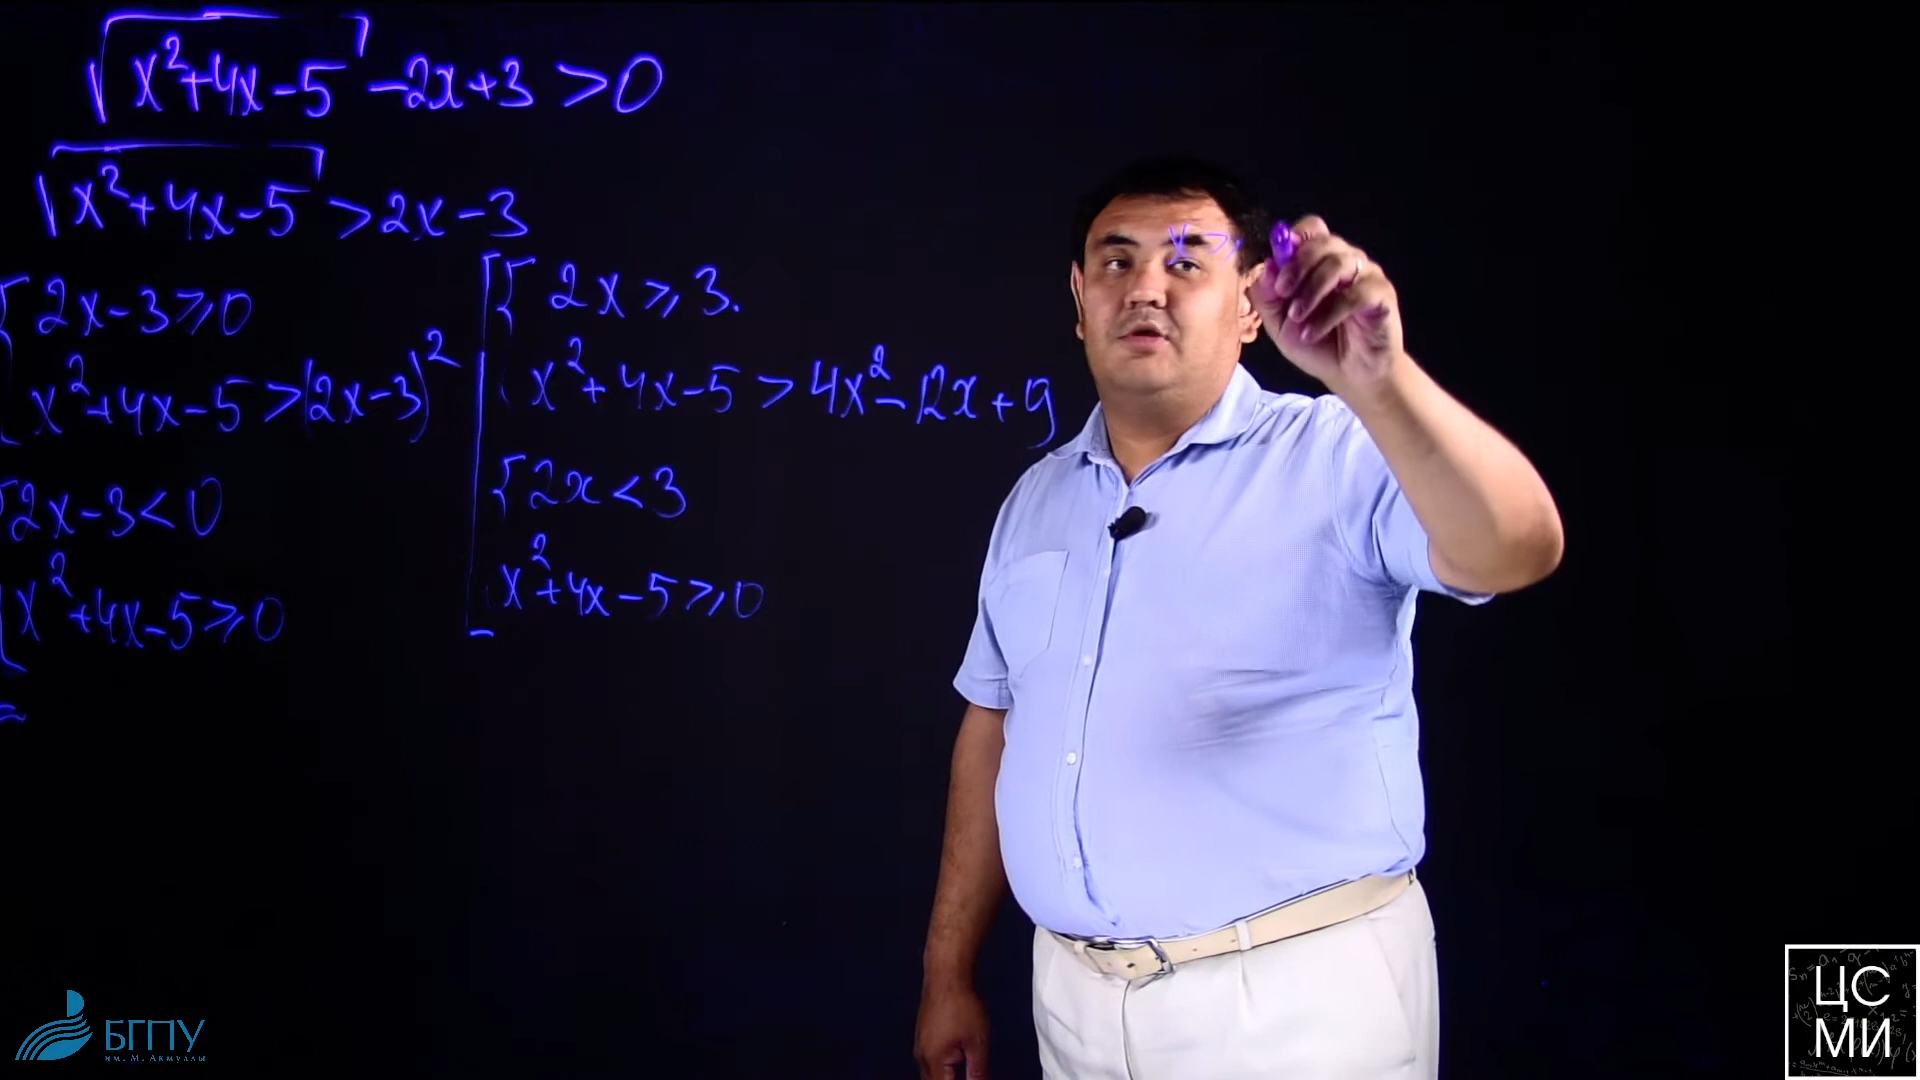 √x²+4x-5 -2x+3 >0
√x²+4x-5 >2x-3
{2x-3⩾0
x²+4x-5>(2x-3)²
{2x-3<0
x²+4x-5⩾0
[{2x⩾3.
x²+4x-5>4x²-12x+9
{2x<3
x²+4x-5⩾0
x⩾
БГПУ
им. М. Акмуллы
ЦС
МИ